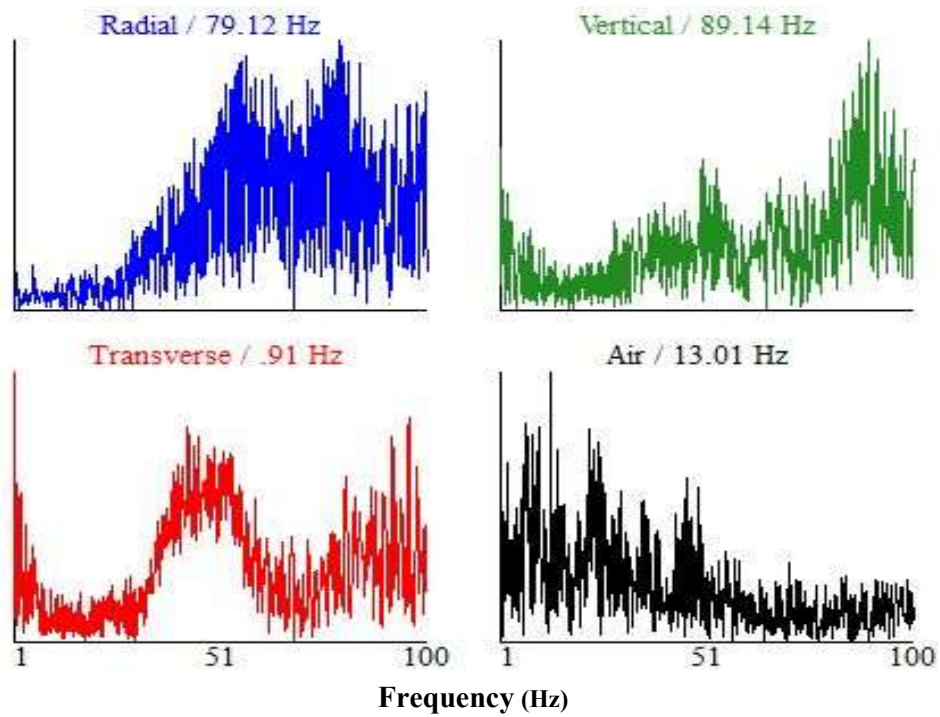 Radial / 79.12 Hz
Vertical / 89.14 Hz
Transverse / .91 Hz
Air / 13.01 Hz
1 51 100
1 51 100
Frequency (Hz)